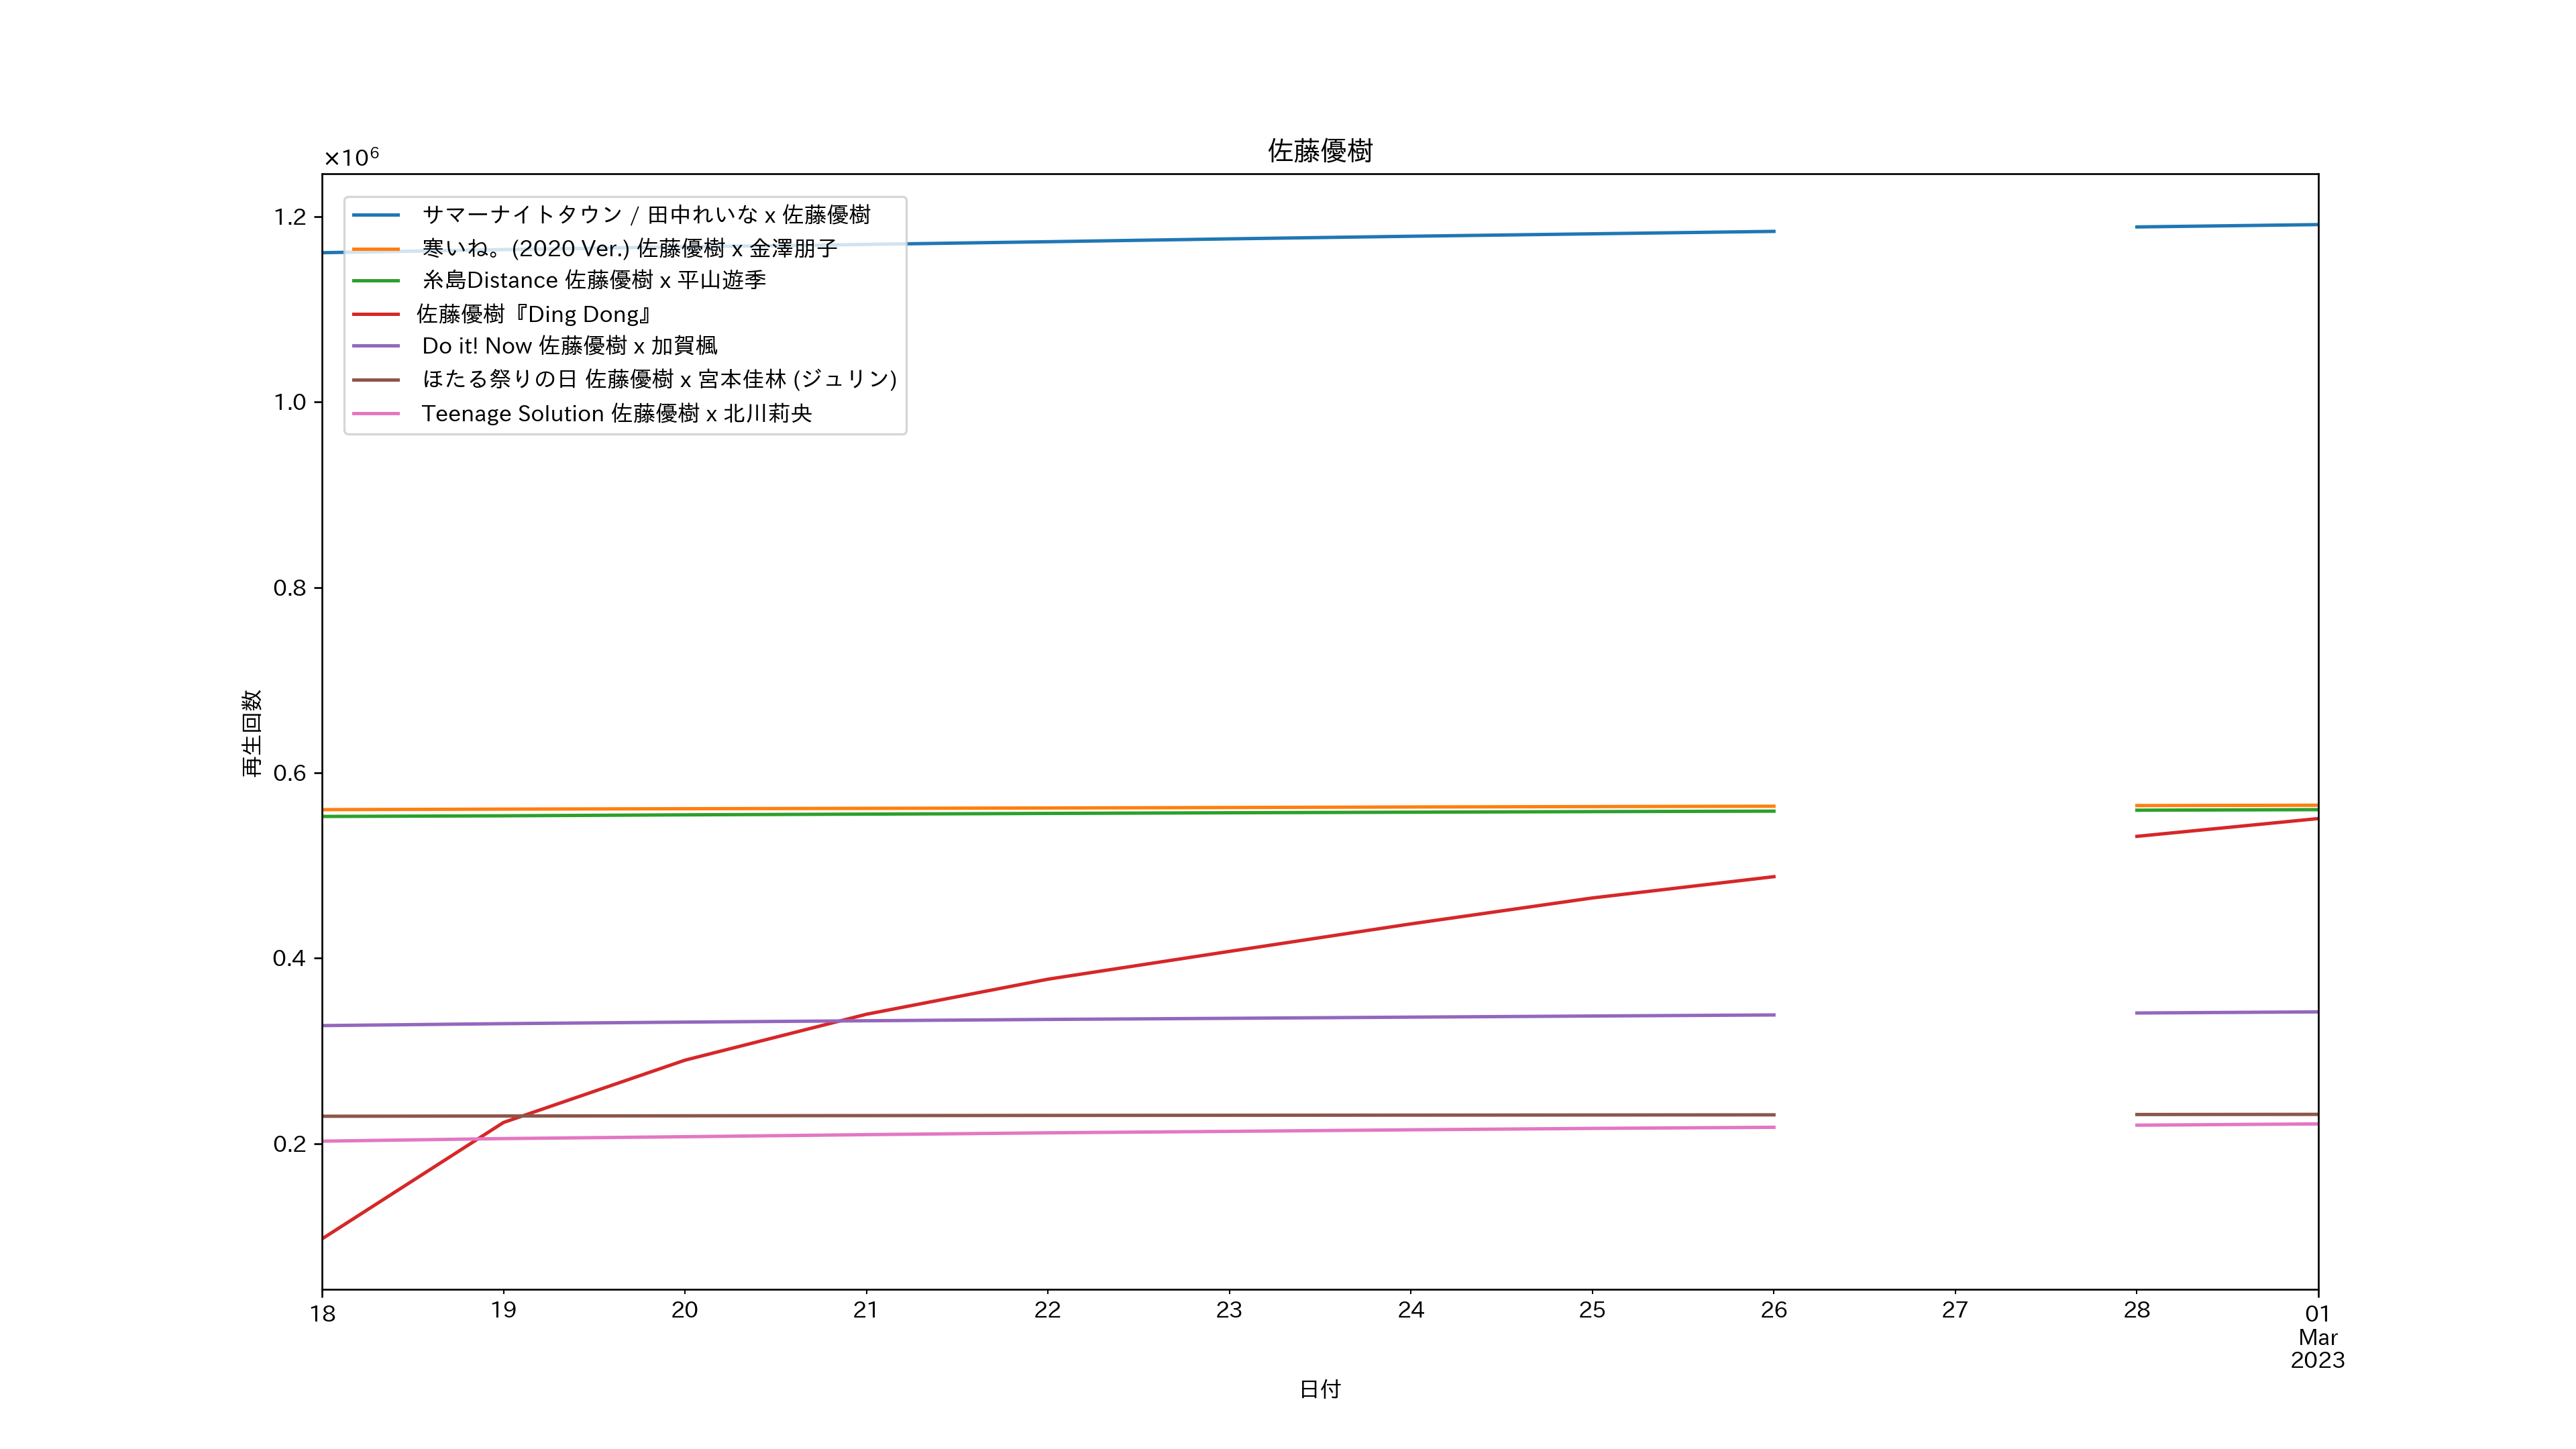 佐藤優樹
×10⁶
サマーナイトタウン / 田中れいな x 佐藤優樹
寒いね。(2020 Ver.) 佐藤優樹 x 金澤朋子
糸島Distance 佐藤優樹 x 平山遊季
佐藤優樹『Ding Dong』
Do it! Now 佐藤優樹 x 加賀楓
ほたる祭りの日 佐藤優樹 x 宮本佳林 (ジュリン)
Teenage Solution 佐藤優樹 x 北川莉央
1.2
1.0
0.8
0.6
0.4
0.2
再生回数
18 19 20 21 22 23 24 25 26 27 28 01
Mar
2023
日付